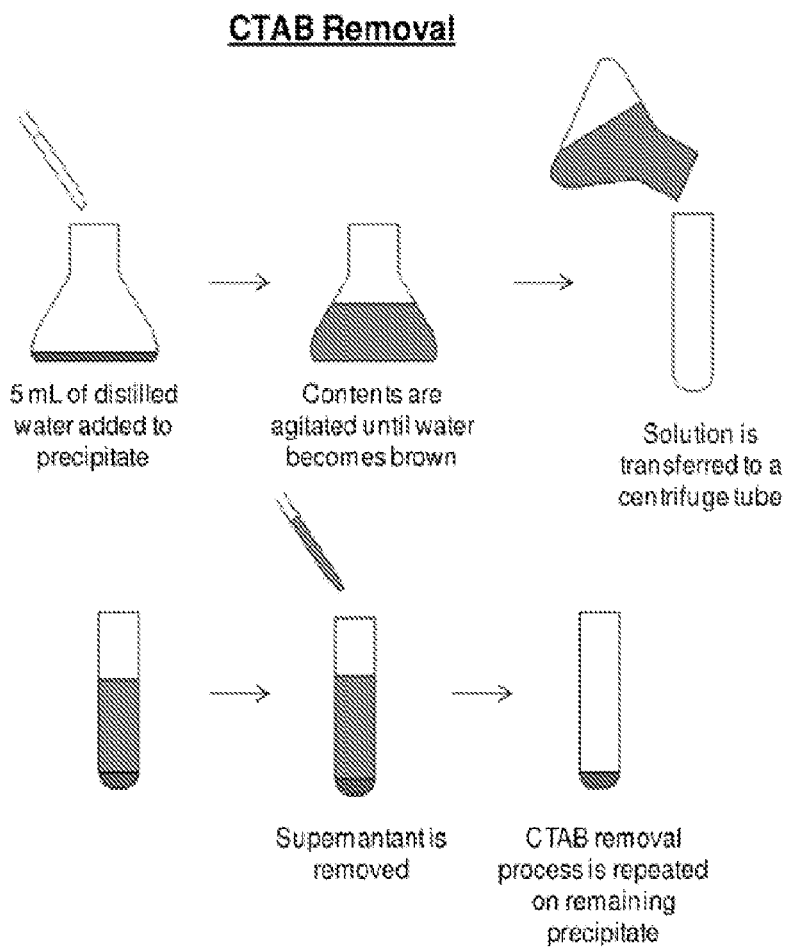 CTAB Removal
5 mL of distilled
water added to
precipitate
Contents are
agitated until water
becomes brown
Solution is
transferred to a
centrifuge tube
Supernantant is
removed
CTAB removal
process is repeated
on remaining
precipitate